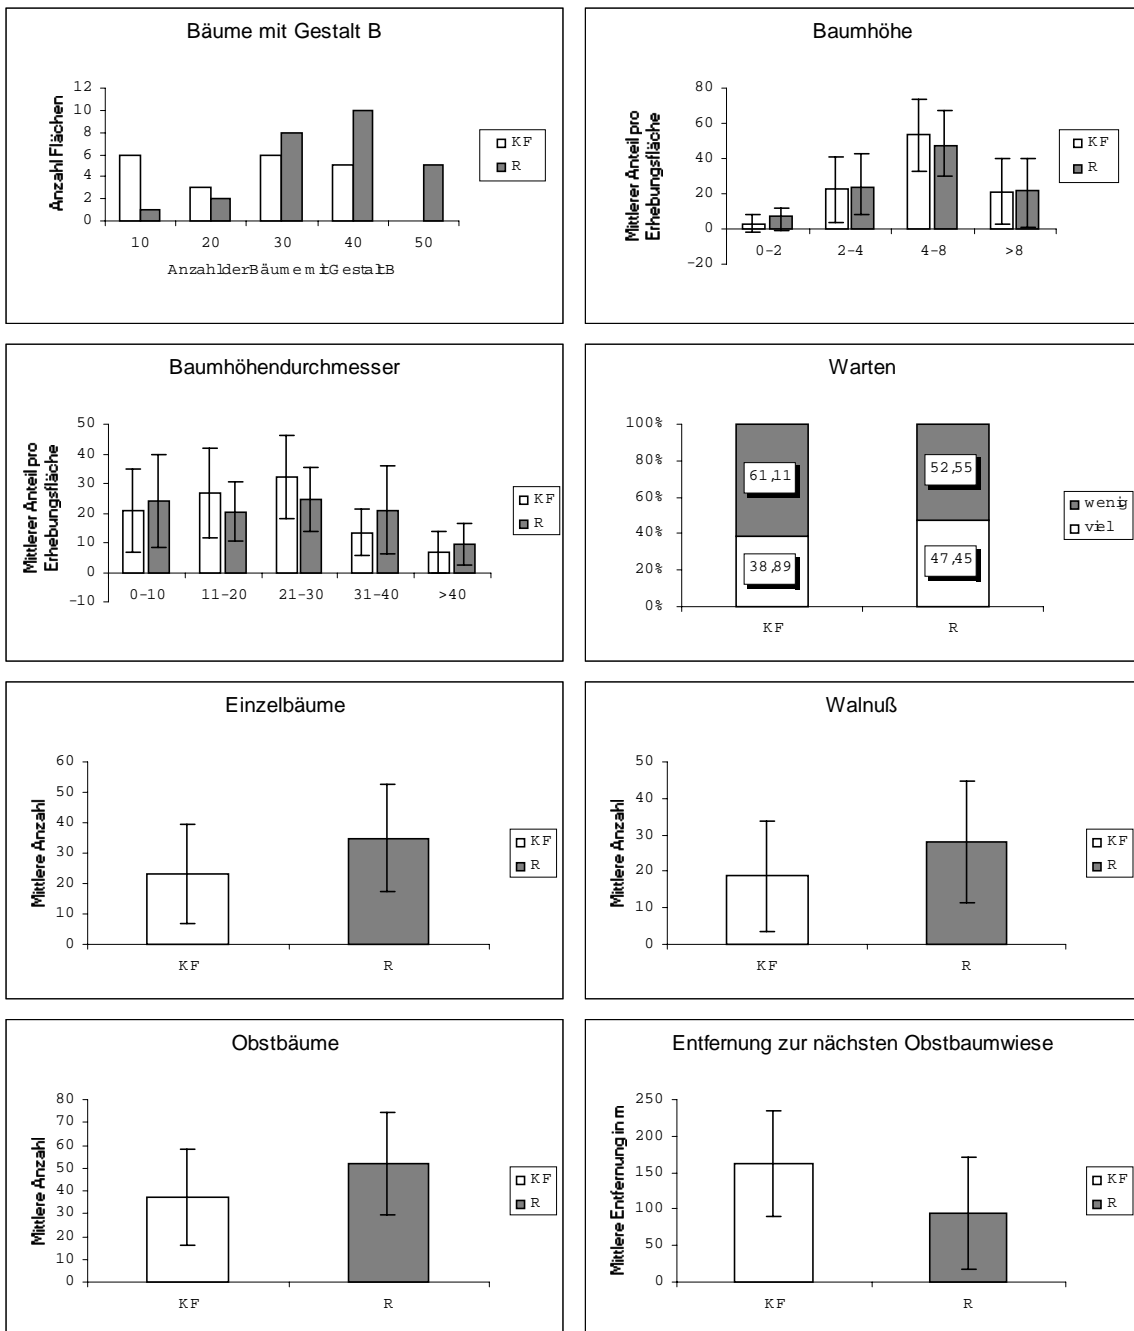 Bäume mit Gestalt B
Anzahl Flächen
12
10
8
6
4
2
0
10 20 30 40 50
Anzahl der Bäume mit Gestalt B
KF
R
Baumhöhe
Mittlerer Anteil pro
Erhebungsfläche
80
60
40
20
0
-20
0-2 2-4 4-8 >8
KF
R
Baumhöhendurchmesser
Mittlerer Anteil pro
Erhebungsfläche
50
40
30
20
10
0
-10
0-10 11-20 21-30 31-40 >40
KF
R
Warten
100%
80%
60%
40%
20%
0%
61,11
38,89
52,55
47,45
KF R
wenig
viel
Einzelbäume
Mittlere Anzahl
60
50
40
30
20
10
0
KF R
KF
R
Walnuß
Mittlere Anzahl
50
40
30
20
10
0
KF R
KF
R
Obstbäume
Mittlere Anzahl
80
70
60
50
40
30
20
10
0
KF R
KF
R
Entfernung zur nächsten Obstbaumwiese
Mittlere Entfernung in m
250
200
150
100
50
0
KF R
KF
R